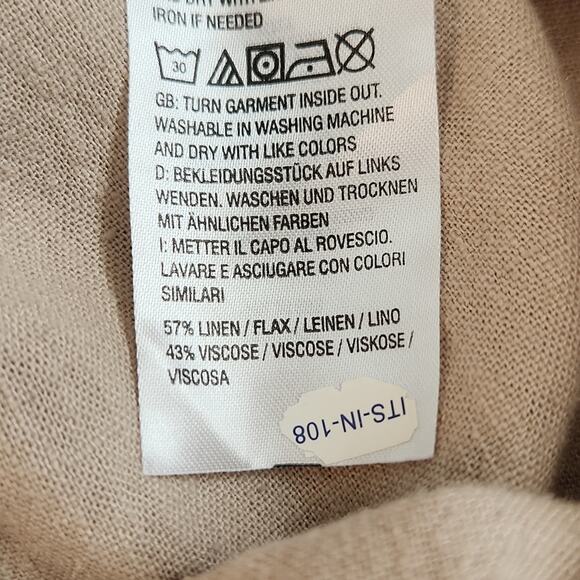 IRON IF NEEDED
30
GB: TURN GARMENT INSIDE OUT.
WASHABLE IN WASHING MACHINE
AND DRY WITH LIKE COLORS
D: BEKLEIDUNGSSTÜCK AUF LINKS
WENDEN. WASCHEN UND TROCKNEN
MIT ÄHNLICHEN FARBEN
I: METTER IL CAPO AL ROVESCIO.
LAVARE E ASCIUGARE CON COLORI
SIMILARI
57% LINEN / FLAX / LEINEN / LINO
43% VISCOSE / VISCOSE / VISKOSE /
VISCOSA
ITS-IN-108